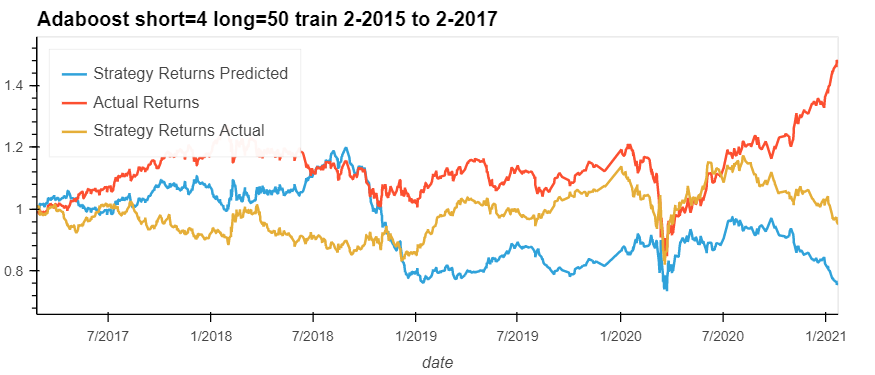 Adaboost short=4 long=50 train 2-2015 to 2-2017
Strategy Returns Predicted
Actual Returns
Strategy Returns Actual
1.4
1.2
1
0.8
7/2017 1/2018 7/2018 1/2019 7/2019 1/2020 7/2020 1/2021
date